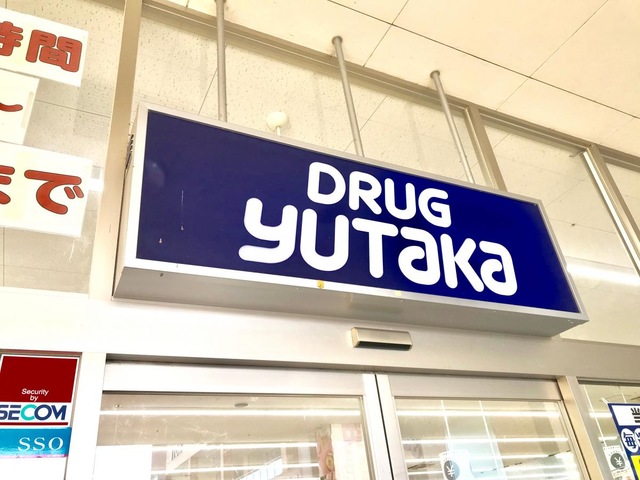 時間
～
まで
DRUG
yutaka
Security
by
SECOM
SSO